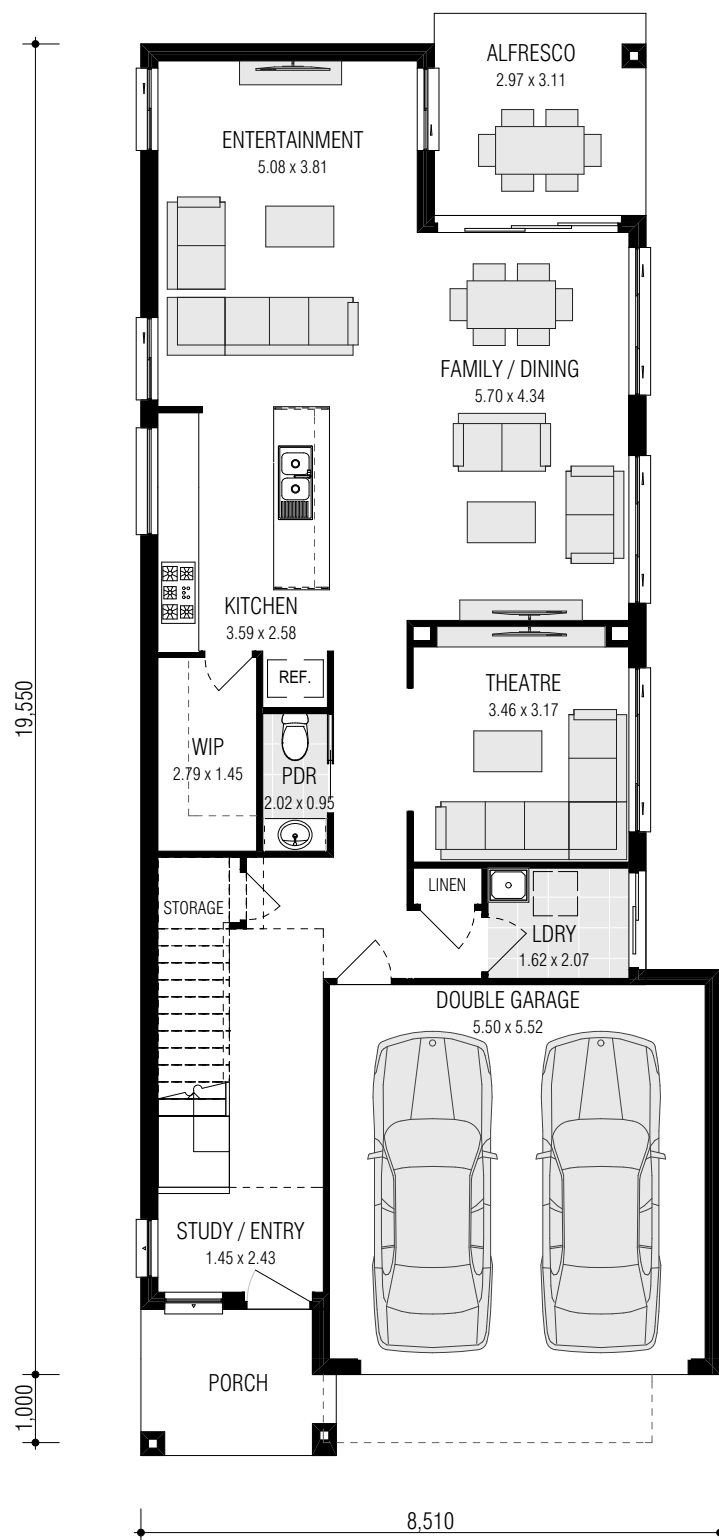 ALFRESCO
2.97 x 3.11
ENTERTAINMENT
5.08 x 3.81
FAMILY / DINING
5.70 x 4.34
KITCHEN
3.59 x 2.58
REF.
THEATRE
3.46 x 3.17
WIP
2.79 x 1.45
PDR
2.02 x 0.95
19,550
LINEN
STORAGE
LDRY
1.62 x 2.07
DOUBLE GARAGE
5.50 x 5.52
STUDY / ENTRY
1.45 x 2.43
PORCH
1,000
8,510